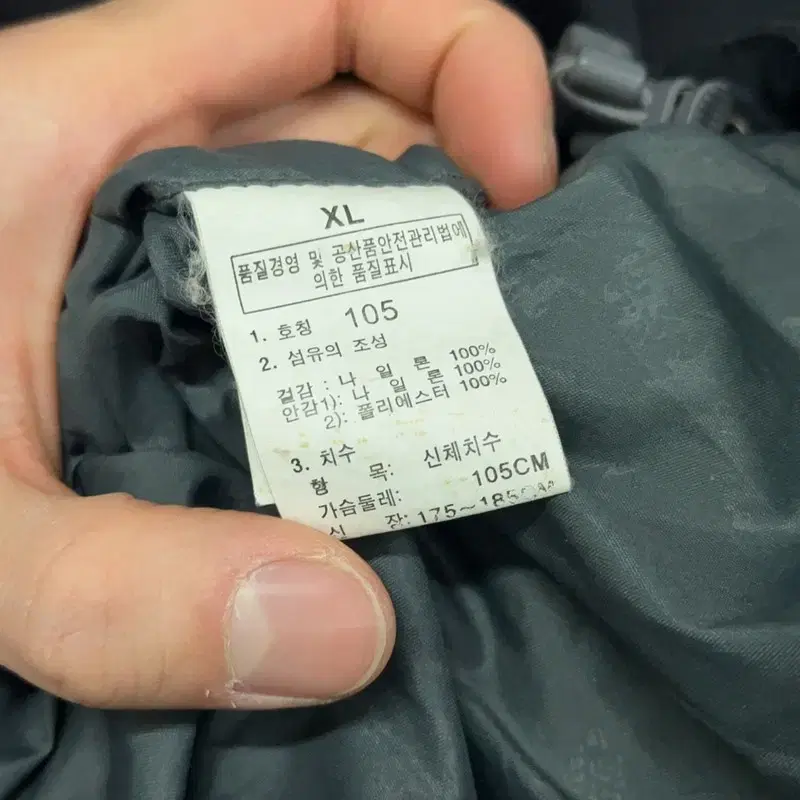 XL
품질경영 및 공산품안전관리법에
의한 품질표시
1. 호칭 105
2. 섬유의 조성
겉감 : 나 일 론 100%
안감1): 나 일 론 100%
2): 폴리에스터 100%
3. 치수
항 목: 신체치수
가슴둘레: 105CM
신 장: 175~185CM